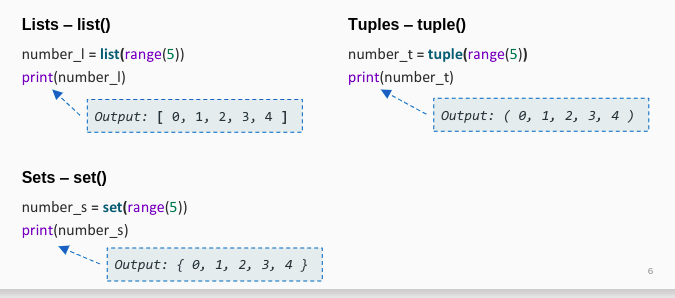 Lists – list()
number_l = list(range(5))
print(number_l)
Output: [ 0, 1, 2, 3, 4 ]
Tuples – tuple()
number_t = tuple(range(5))
print(number_t)
Output: ( 0, 1, 2, 3, 4 )
Sets – set()
number_s = set(range(5))
print(number_s)
Output: { 0, 1, 2, 3, 4 }
6